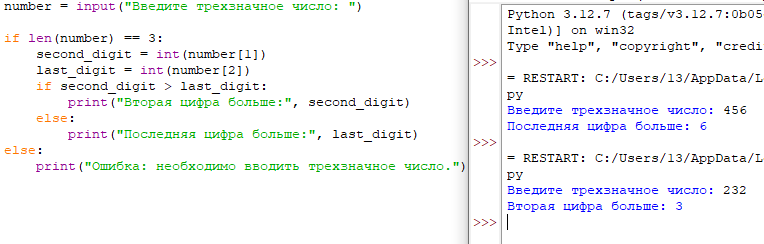 number = input("Введите трехзначное число: ")
if len(number) == 3:
    second_digit = int(number[1])
    last_digit = int(number[2])
    if second_digit > last_digit:
        print("Вторая цифра больше:", second_digit)
    else:
        print("Последняя цифра больше:", last_digit)
else:
    print("Ошибка: необходимо вводить трехзначное число.")
Python 3.12.7 (tags/v3.12.7:0b05
Intel)] on win32
Type "help", "copyright", "credi
>>>
= RESTART: C:/Users/13/AppData/L
py
Введите трехзначное число: 456
Последняя цифра больше: 6
>>>
= RESTART: C:/Users/13/AppData/L
py
Введите трехзначное число: 232
Вторая цифра больше: 3
>>>